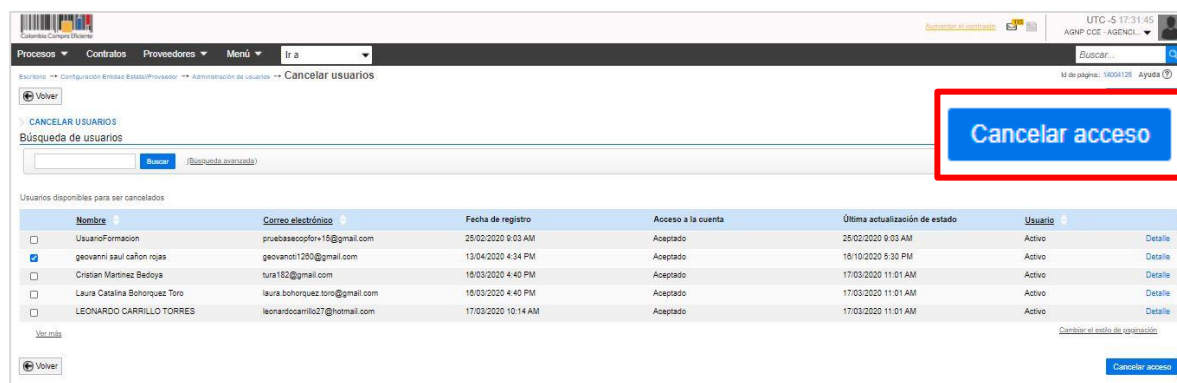 Colombia Compra Eficiente
Aumentar el contraste
115
UTC -5 17:31:45
AGNP CCE - AGENCI...
Procesos Contratos Proveedores Menú Ir a Buscar...
Escritorio → Configuración Entidad Estatal/Proveedor → Administración de usuarios → Cancelar usuarios
Id de página:: 14004126 Ayuda
Volver
CANCELAR USUARIOS
Cancelar acceso
Búsqueda de usuarios
Buscar (Búsqueda avanzada)
Usuarios disponibles para ser cancelados
Nombre Correo electrónico Fecha de registro Acceso a la cuenta Última actualización de estado Usuario
UsuarioFormacion pruebasecopfor+15@gmail.com 25/02/2020 9:03 AM Aceptado 25/02/2020 9:03 AM Activo Detalle
geovanni saul cañon rojas geovanoti1260@gmail.com 13/04/2020 4:34 PM Aceptado 16/10/2020 5:30 PM Activo Detalle
Cristian Martinez Bedoya tura182@gmail.com 16/03/2020 4:40 PM Aceptado 17/03/2020 11:01 AM Activo Detalle
Laura Catalina Bohorquez Toro laura.bohorquez.toro@gmail.com 16/03/2020 4:40 PM Aceptado 17/03/2020 11:01 AM Activo Detalle
LEONARDO CARRILLO TORRES leonardocarrillo27@hotmail.com 17/03/2020 10:14 AM Aceptado 17/03/2020 11:01 AM Activo Detalle
Ver más Cambiar el estilo de paginación
Volver Cancelar acceso